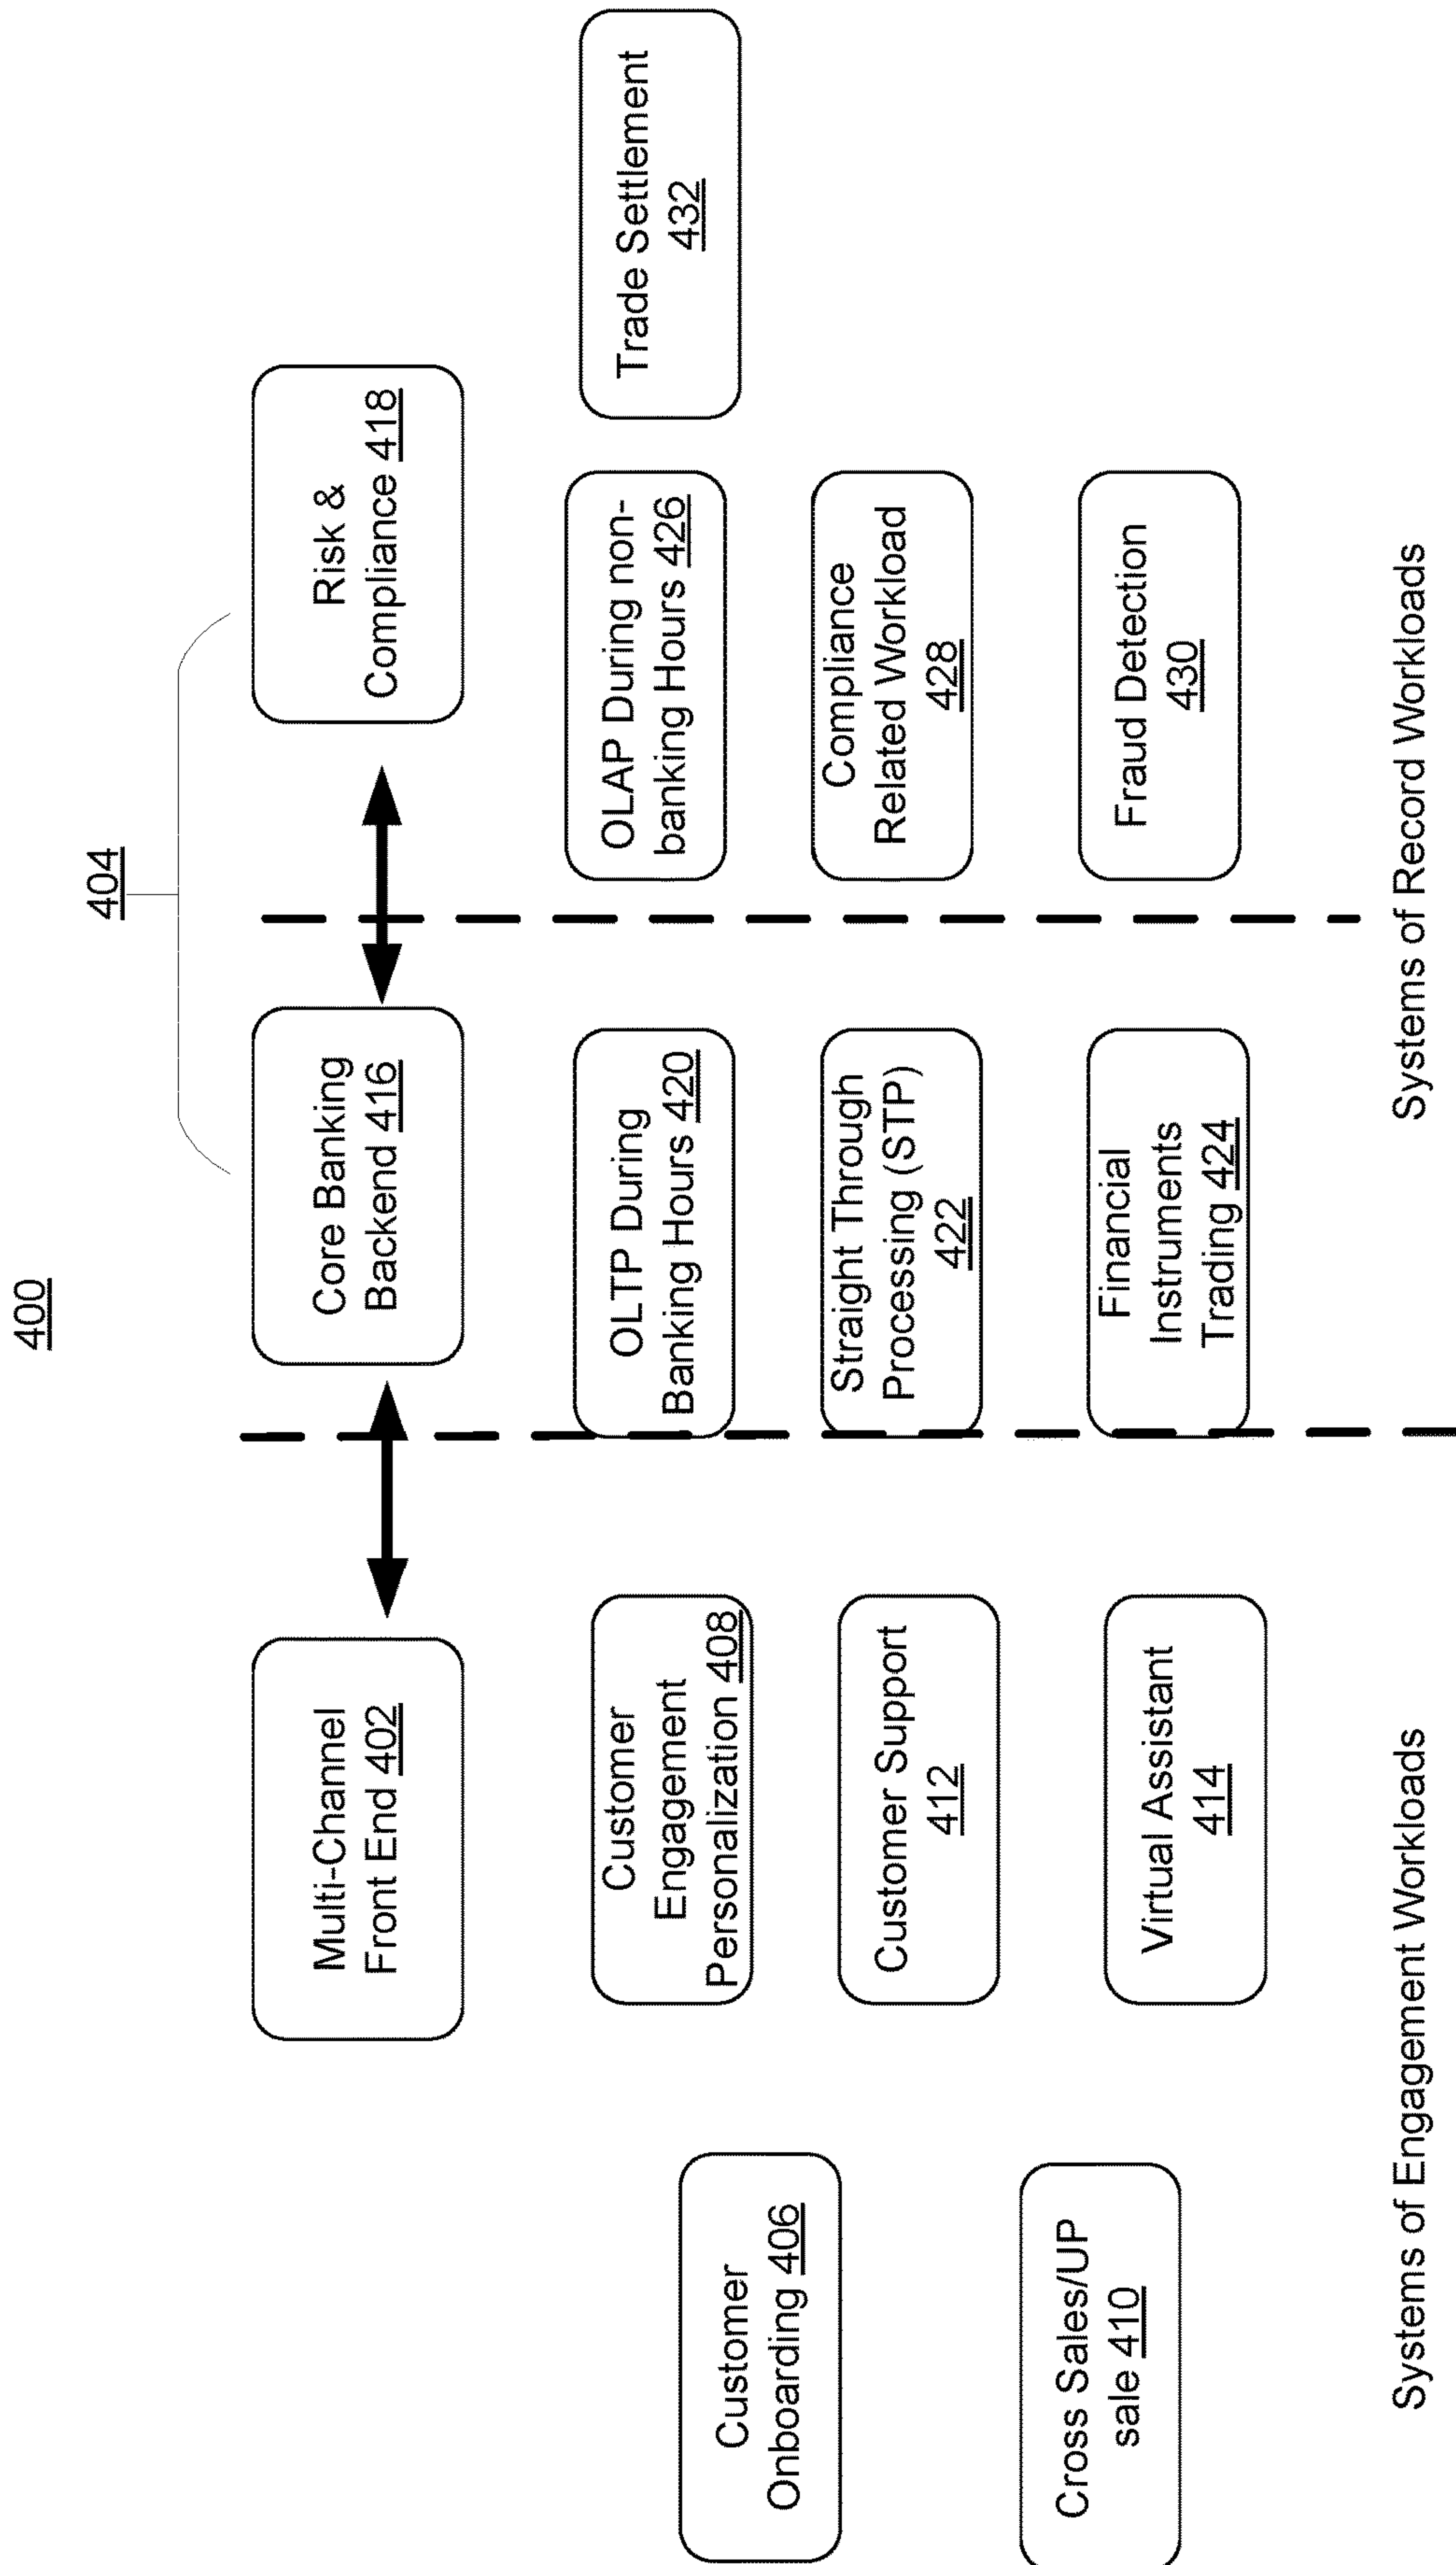 400
404
Multi-Channel
Front End 402
Core Banking
Backend 416
Risk &
Compliance 418
Customer
Onboarding 406
Customer
Engagement
Personalization 408
OLTP During
Banking Hours 420
OLAP During non-
banking Hours 426
Trade Settlement
432
Customer Support
412
Straight Through
Processing (STP)
422
Compliance
Related Workload
428
Cross Sales/UP
sale 410
Virtual Assistant
414
Financial
Instruments
Trading 424
Fraud Detection
430
Systems of Engagement Workloads
Systems of Record Workloads